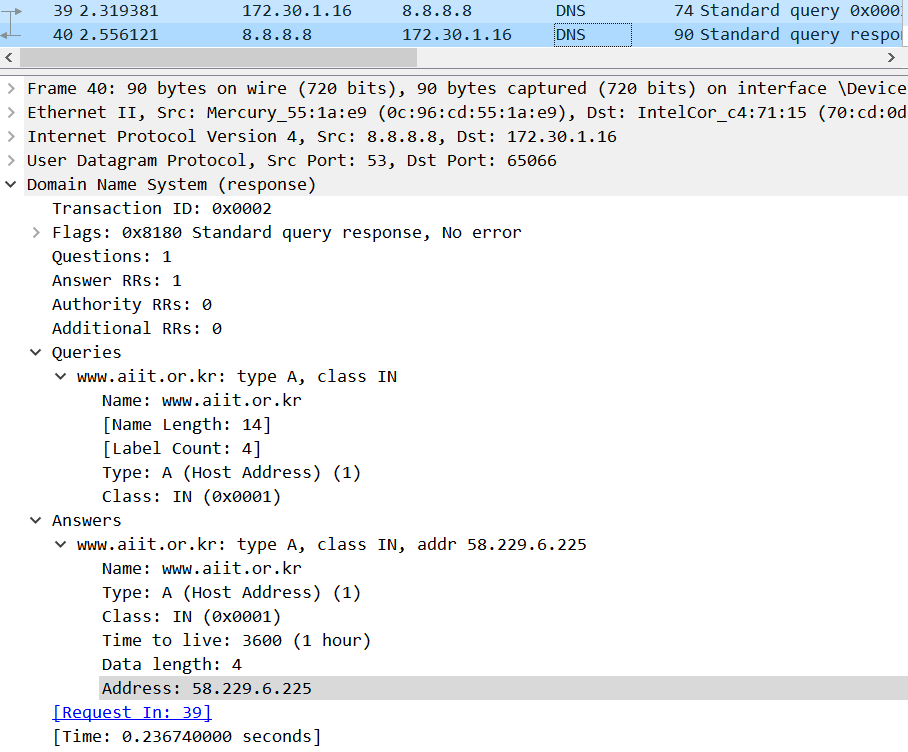 39 2.319381 172.30.1.16 8.8.8.8 DNS 74 Standard query 0x000
40 2.556121 8.8.8.8 172.30.1.16 DNS 90 Standard query respo
Frame 40: 90 bytes on wire (720 bits), 90 bytes captured (720 bits) on interface \Device
Ethernet II, Src: Mercury_55:1a:e9 (0c:96:cd:55:1a:e9), Dst: IntelCor_c4:71:15 (70:cd:0d
Internet Protocol Version 4, Src: 8.8.8.8, Dst: 172.30.1.16
User Datagram Protocol, Src Port: 53, Dst Port: 65066
Domain Name System (response)
Transaction ID: 0x0002
Flags: 0x8180 Standard query response, No error
Questions: 1
Answer RRs: 1
Authority RRs: 0
Additional RRs: 0
Queries
www.aiit.or.kr: type A, class IN
Name: www.aiit.or.kr
[Name Length: 14]
[Label Count: 4]
Type: A (Host Address) (1)
Class: IN (0x0001)
Answers
www.aiit.or.kr: type A, class IN, addr 58.229.6.225
Name: www.aiit.or.kr
Type: A (Host Address) (1)
Class: IN (0x0001)
Time to live: 3600 (1 hour)
Data length: 4
Address: 58.229.6.225
[Request In: 39]
[Time: 0.236740000 seconds]